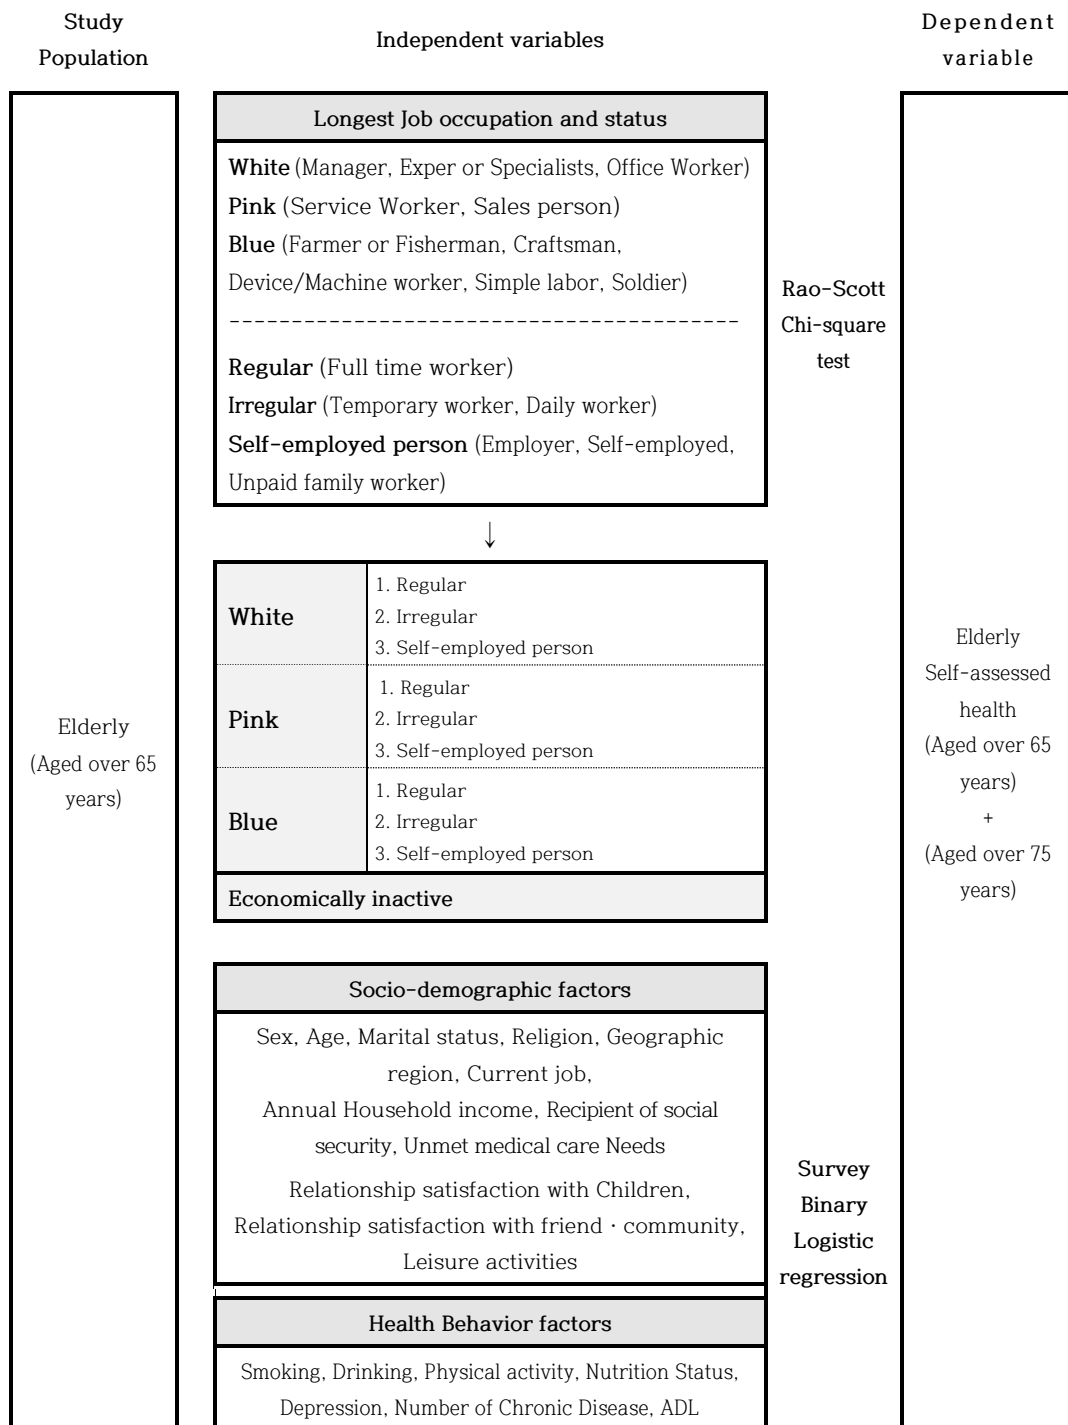 Study
Population
Independent variables
Dependent
variable
Elderly
(Aged over 65
years)
Longest Job occupation and status
White (Manager, Exper or Specialists, Office Worker)
Pink (Service Worker, Sales person)
Blue (Farmer or Fisherman, Craftsman,
Device/Machine worker, Simple labor, Soldier)
-----------------------------------------
Regular (Full time worker)
Irregular (Temporary worker, Daily worker)
Self-employed person (Employer, Self-employed,
Unpaid family worker)
↓
White
1. Regular
2. Irregular
3. Self-employed person
Pink
1. Regular
2. Irregular
3. Self-employed person
Blue
1. Regular
2. Irregular
3. Self-employed person
Economically inactive
Socio-demographic factors
Sex, Age, Marital status, Religion, Geographic
region, Current job,
Annual Household income, Recipient of social
security, Unmet medical care Needs
Relationship satisfaction with Children,
Relationship satisfaction with friend · community,
Leisure activities
Health Behavior factors
Smoking, Drinking, Physical activity, Nutrition Status,
Depression, Number of Chronic Disease, ADL
Rao-Scott
Chi-square
test
Survey
Binary
Logistic
regression
Elderly
Self-assessed
health
(Aged over 65
years)
+
(Aged over 75
years)